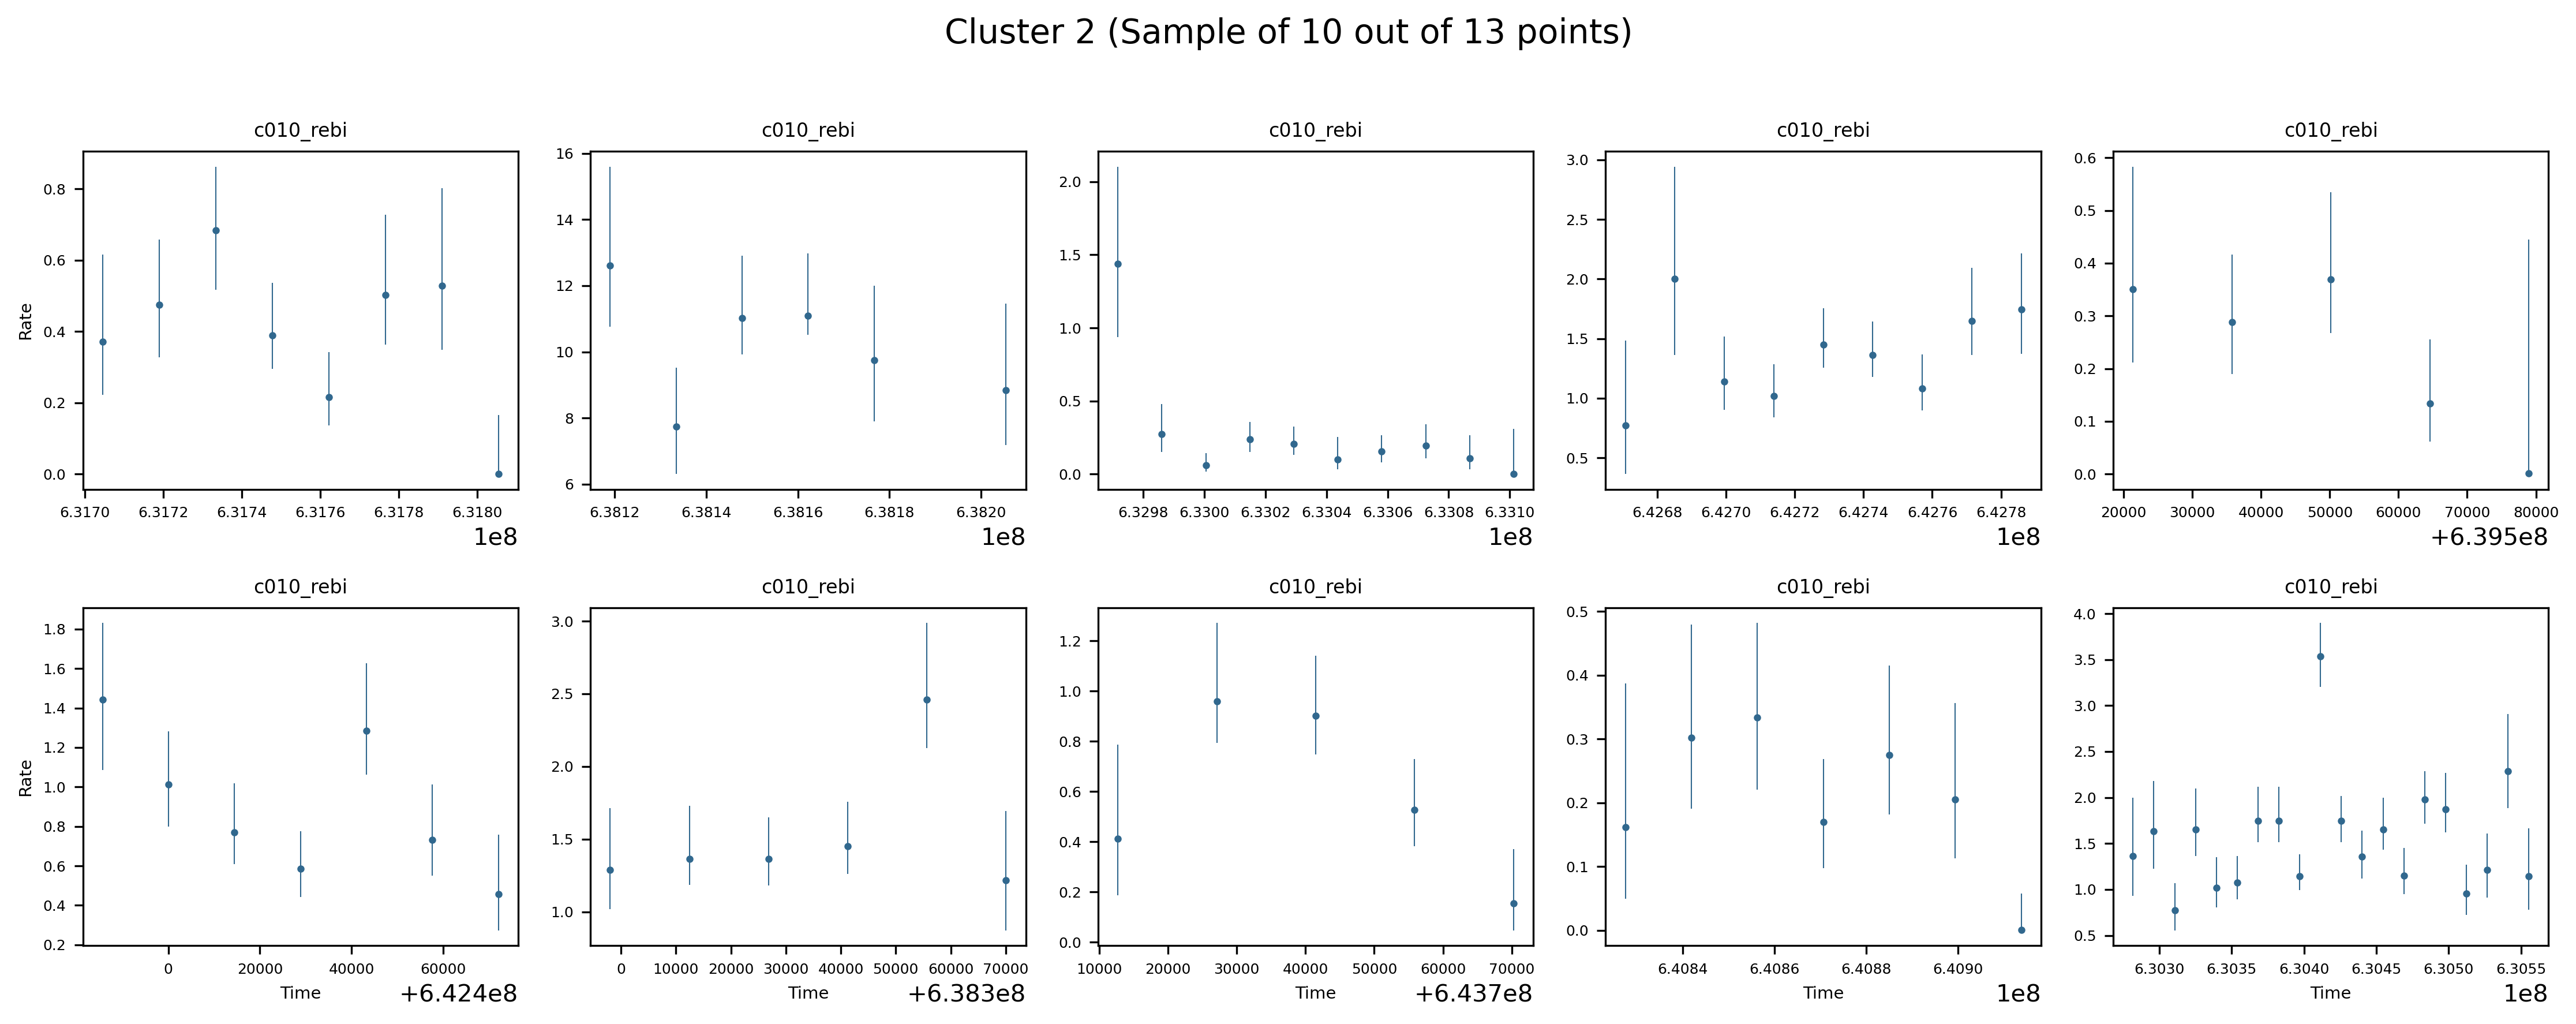 Cluster 2 (Sample of 10 out of 13 points)
c010_rebi c010_rebi c010_rebi c010_rebi c010_rebi
Rate
0.8
0.6
0.4
0.2
0.0
6.3170 6.3172 6.3174 6.3176 6.3178 6.3180
1e8
16
14
12
10
8
6
6.3812 6.3814 6.3816 6.3818 6.3820
1e8
2.0
1.5
1.0
0.5
0.0
6.3298 6.3300 6.3302 6.3304 6.3306 6.3308 6.3310
1e8
3.0
2.5
2.0
1.5
1.0
0.5
6.4268 6.4270 6.4272 6.4274 6.4276 6.4278
1e8
0.6
0.5
0.4
0.3
0.2
0.1
0.0
20000 30000 40000 50000 60000 70000 80000
+6.395e8
c010_rebi c010_rebi c010_rebi c010_rebi c010_rebi
Rate
1.8
1.6
1.4
1.2
1.0
0.8
0.6
0.4
0.2
0 20000 40000 60000
Time +6.424e8
3.0
2.5
2.0
1.5
1.0
0 10000 20000 30000 40000 50000 60000 70000
Time +6.383e8
1.2
1.0
0.8
0.6
0.4
0.2
0.0
10000 20000 30000 40000 50000 60000 70000
Time +6.437e8
0.5
0.4
0.3
0.2
0.1
0.0
6.4084 6.4086 6.4088 6.4090
Time 1e8
4.0
3.5
3.0
2.5
2.0
1.5
1.0
0.5
6.3030 6.3035 6.3040 6.3045 6.3050 6.3055
Time 1e8